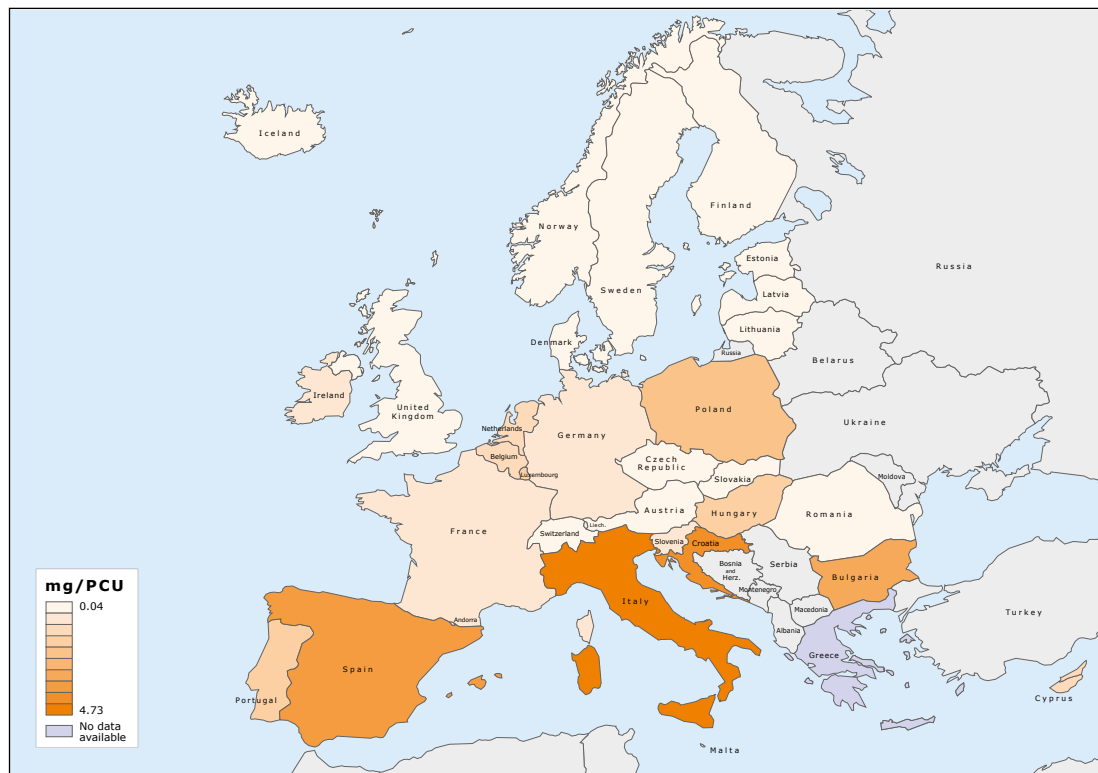 Iceland
Norway
Finland
Sweden
Estonia
Russia
Latvia
Lithuania
Denmark
Russia
Belarus
Ireland
United
Kingdom
Netherlands
Germany
Poland
Ukraine
Belgium
Luxembourg
Czech
Republic
Slovakia
Moldova
France
Austria
Hungary
Romania
Switzerland
Liech.
Slovenia
Croatia
Bosnia
and
Herz.
Serbia
Bulgaria
Montenegro
Italy
Macedonia
Andorra
Albania
Turkey
Spain
Greece
Portugal
Cyprus
Malta
mg/PCU
0.04
4.73
No data
available